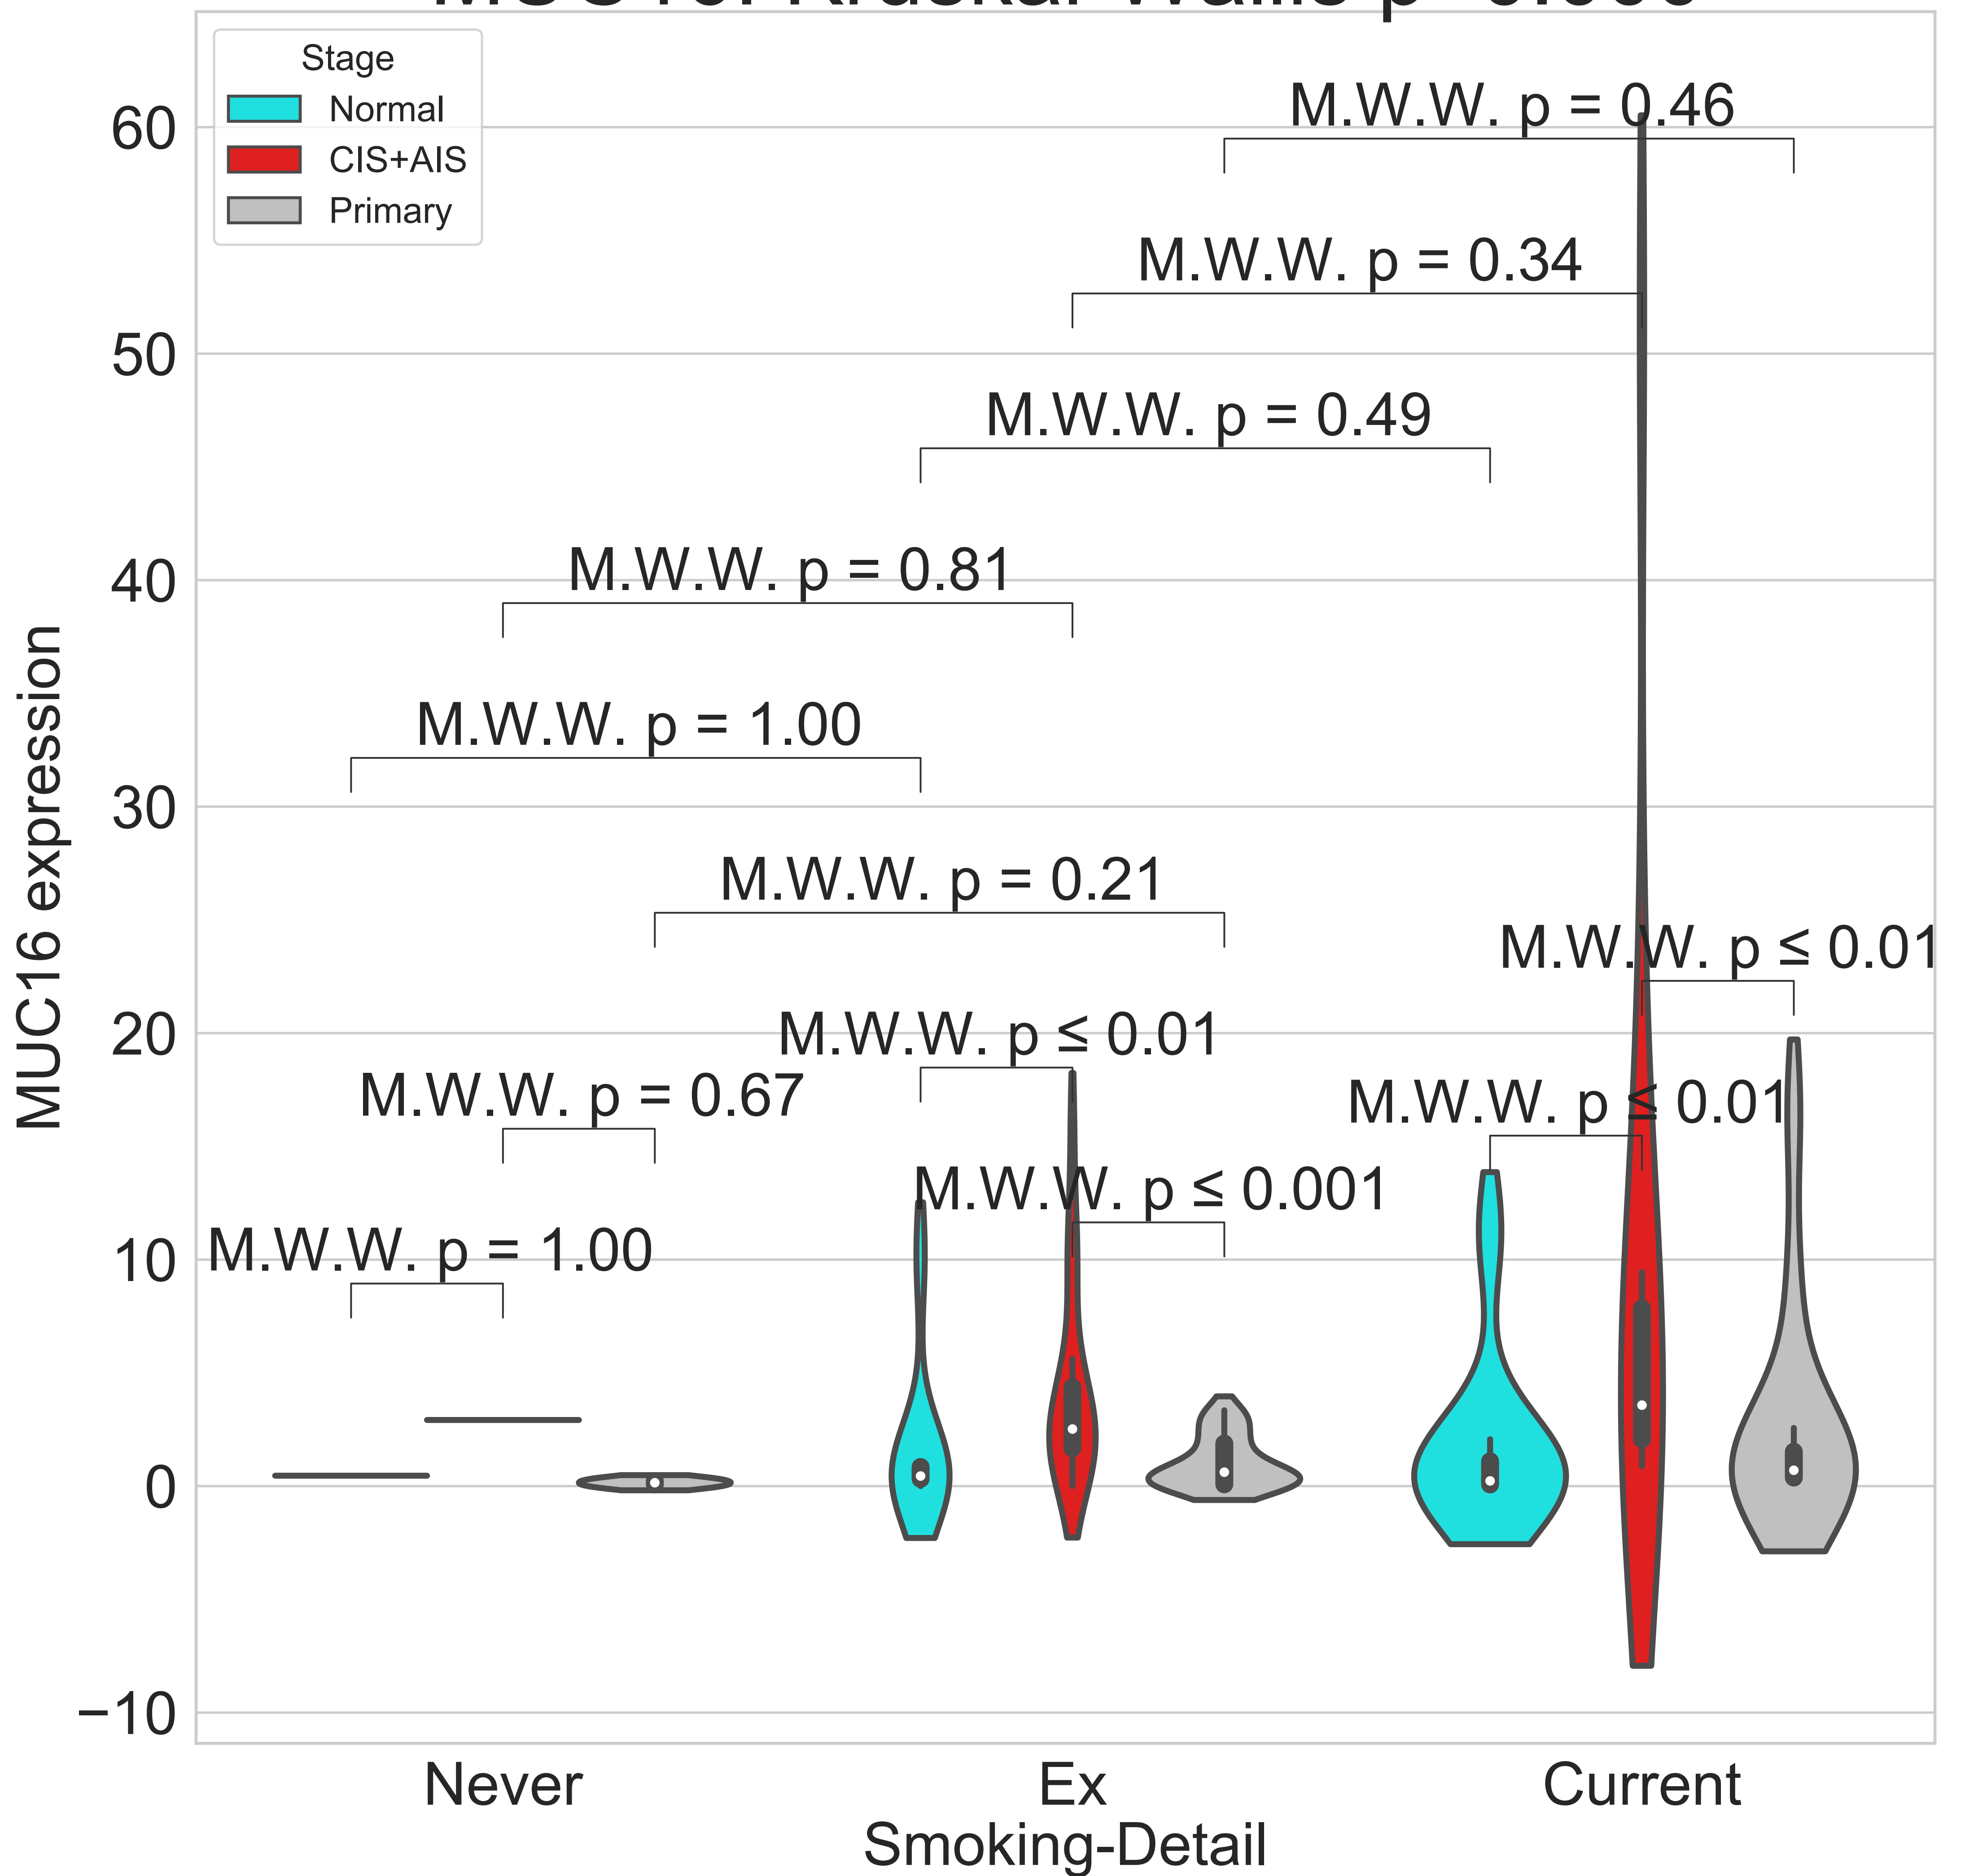 Stage
Normal
CIS+AIS
Primary
M.W.W. p = 0.46
M.W.W. p = 0.34
M.W.W. p = 0.49
M.W.W. p = 0.81
M.W.W. p = 1.00
M.W.W. p = 0.21
M.W.W. p ≤ 0.01
M.W.W. p ≤ 0.01
M.W.W. p = 0.67
M.W.W. p ≤ 0.01
M.W.W. p ≤ 0.001
M.W.W. p = 1.00
60
50
40
30
20
10
0
−10
MUC16 expression
Never
Ex
Current
Smoking-Detail